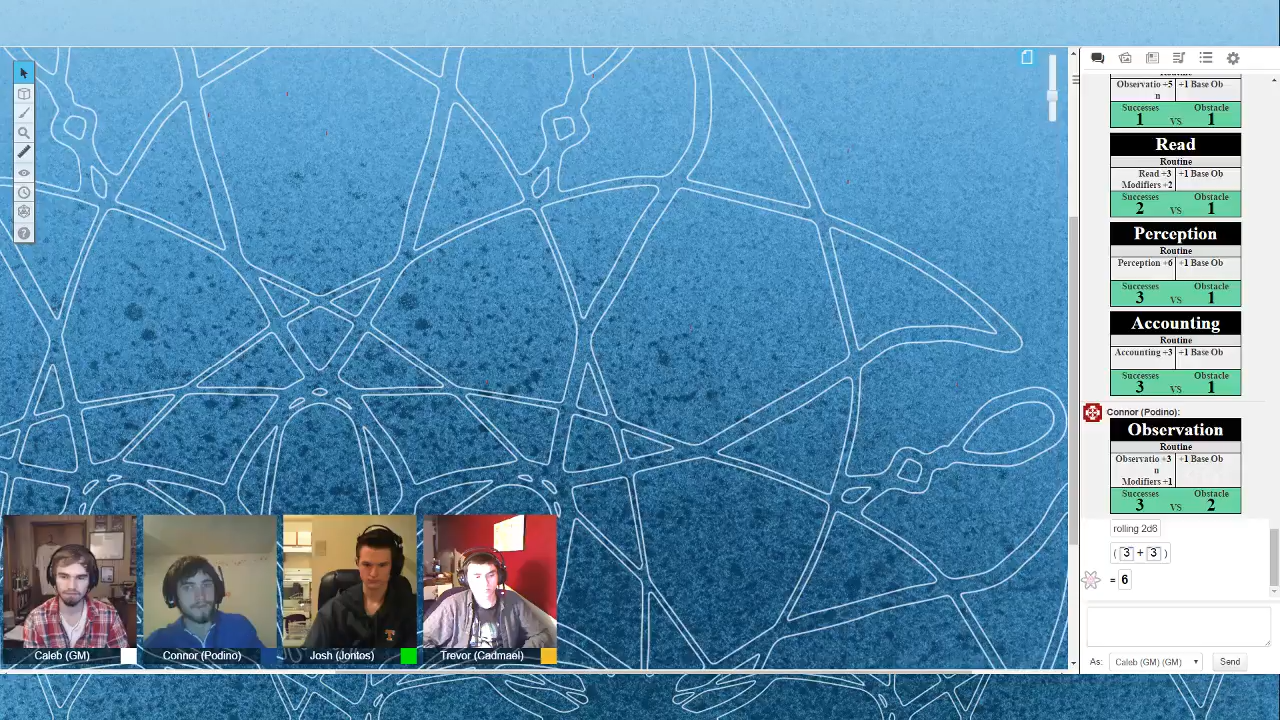 Routine
Observatio +5 +1 Base Ob
n
Successes Obstacle
1 VS 1
Read
Routine
Read +3 +1 Base Ob
Modifiers +2
Successes Obstacle
2 VS 1
Perception
Routine
Perception +6 +1 Base Ob
Successes Obstacle
3 VS 1
Accounting
Routine
Accounting +3 +1 Base Ob
Successes Obstacle
3 VS 1
Connor (Podino):
Observation
Routine
Observatio +3 +1 Base Ob
n
Modifiers +1
Successes Obstacle
3 VS 2
rolling 2d6
( 3 + 3 )
= 6
As: Caleb (GM) (GM) Send
Caleb (GM) Connor (Podino) Josh (Jontos) Trevor (Cadmael)